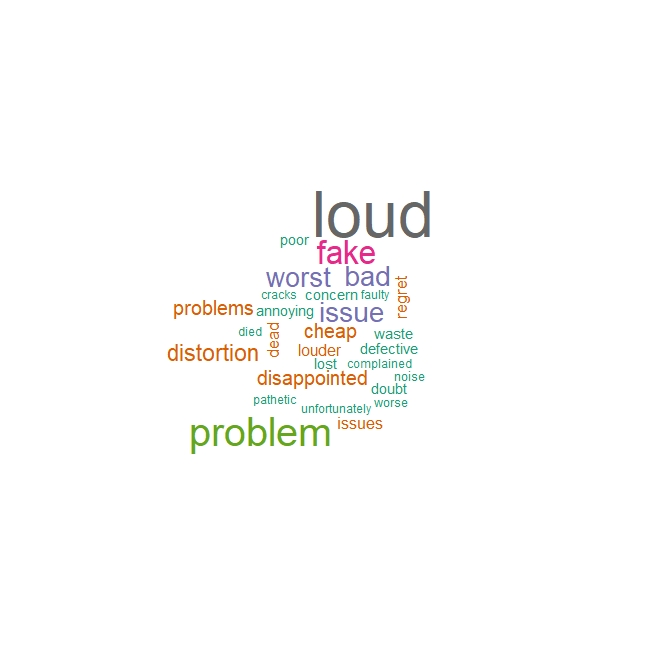 loud
poor
fake
worst bad
cracks concern faulty
regret
problems annoying issue
died
dead
cheap
waste
distortion
louder
defective
lost complained
disappointed
noise
doubt
pathetic
unfortunately
worse
problem
issues